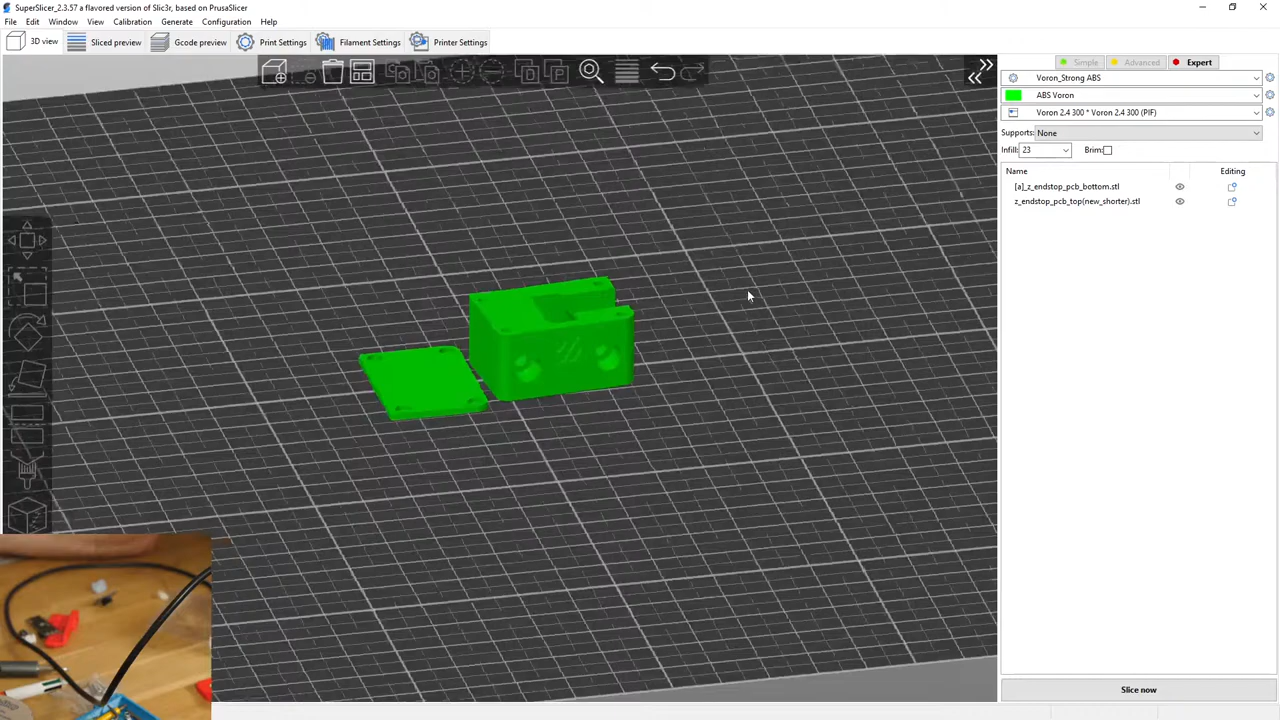 SuperSlicer_2.3.57 a flavored version of Slic3r, based on PrusaSlicer
File Edit Window View Calibration Generate Configuration Help
3D view Sliced preview Gcode preview Print Settings Filament Settings Printer Settings
Simple Advanced Expert
Voron_Strong ABS
ABS Voron
Voron 2.4 300 * Voron 2.4 300 (PIF)
Supports: None
Infill: 23 Brim:
Name Editing
[a]_z_endstop_pcb_bottom.stl
z_endstop_pcb_top(new_shorter).stl
Slice now